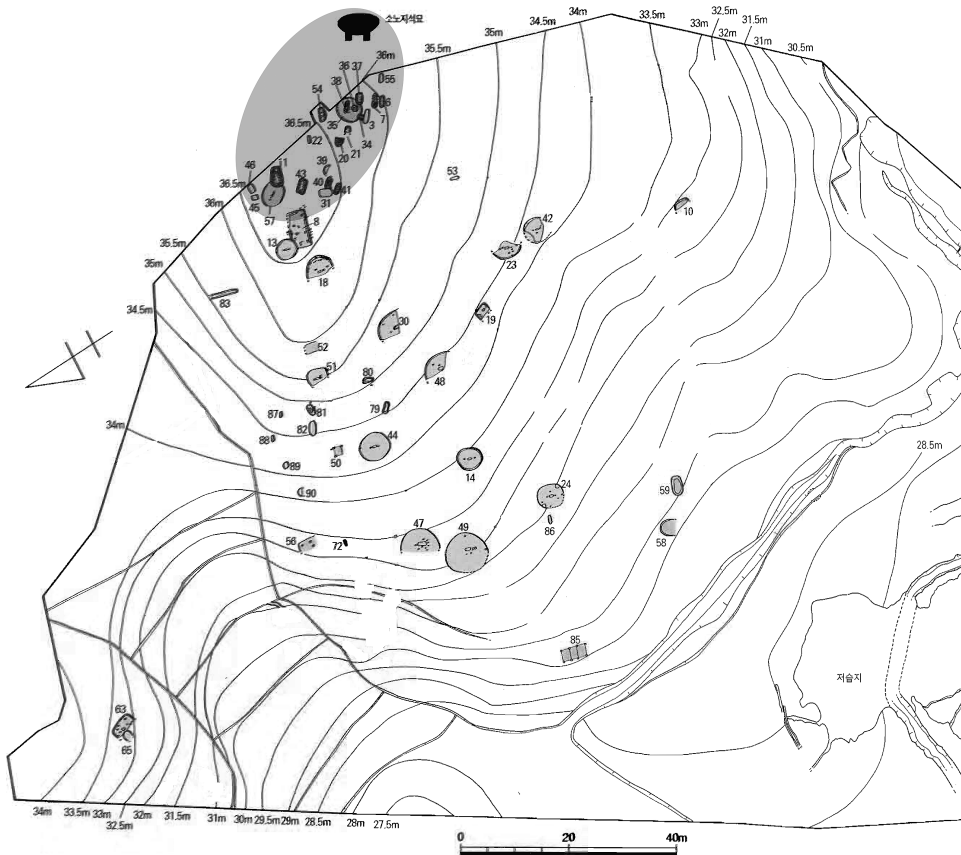 소노지석묘
34m
34.5m
33.5m
32.5m
33m
31.5m
32m
31m
30.5m
35m
35.5m
36m
37
36
38
55
54
6
7
3
35
34
36.5m
22
21
20
46
11
39
43
40
41
31
36.5m
45
57
8
36m
13
53
42
10
23
18
35.5m
35m
34.5m
83
30
19
52
51
80
48
87
81
79
88
82
34m
50
44
89
14
90
24
59
28.5m
86
58
47
49
56
72
85
저습지
63
65
34m
33.5m
33m
32.5m
32m
31.5m
31m
30m
29.5m
29m
28.5m
28m
27.5m
0
20
40m